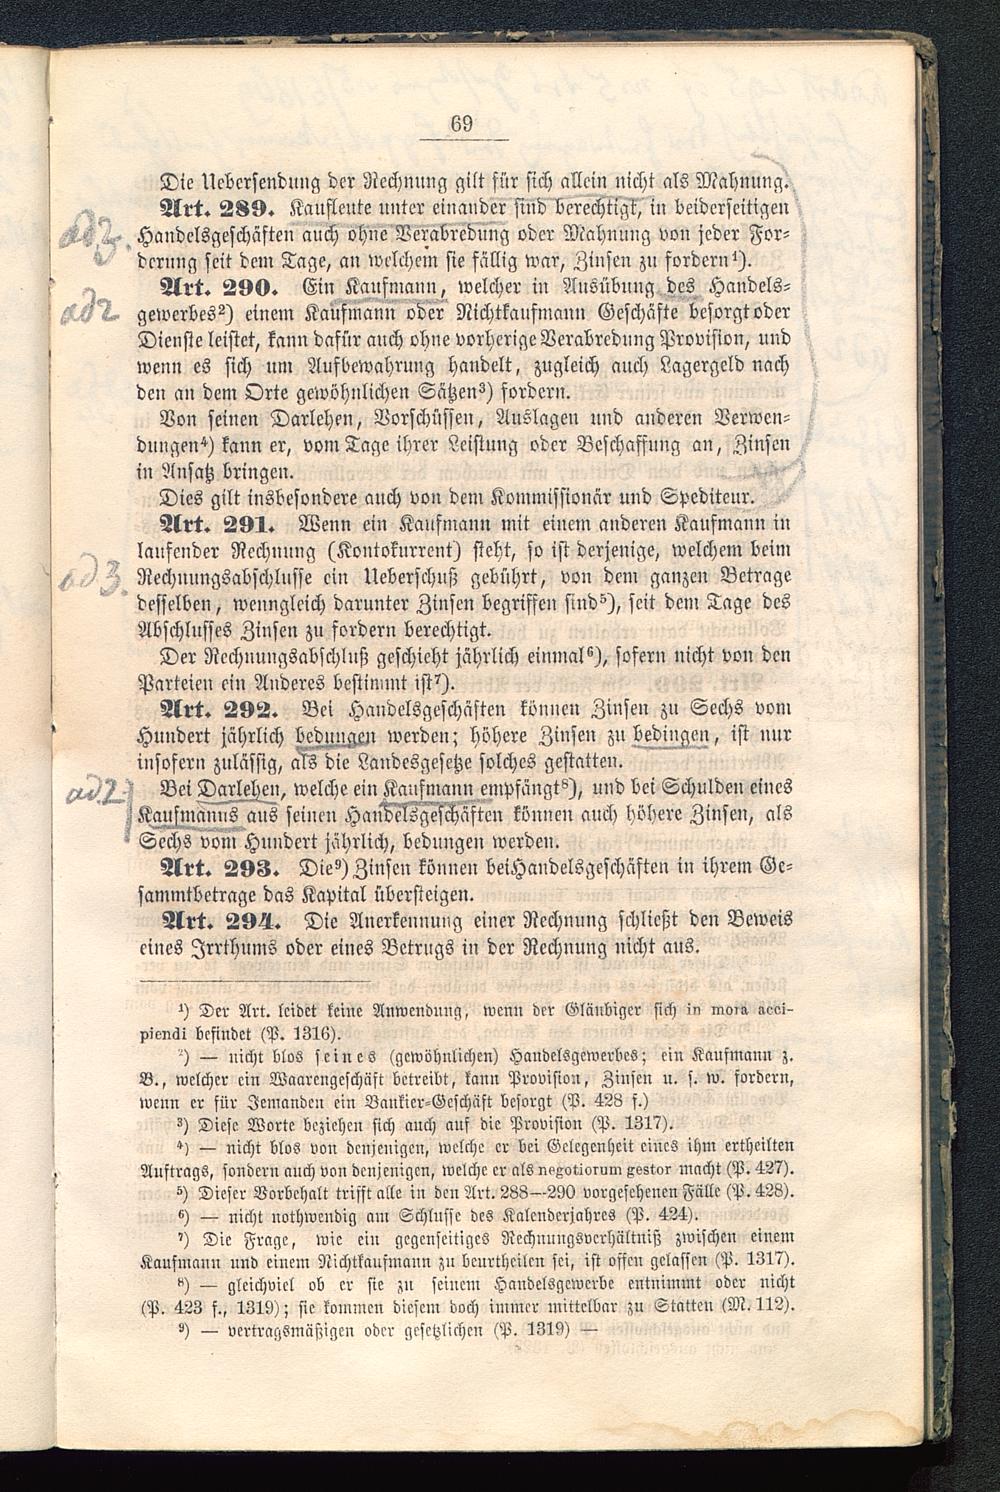 69
Die Uebersendung der Rechnung gilt für sich allein nicht als Mahnung.
Art. 289. Kaufleute unter einander sind berechtigt, in beiderseitigen
ad 3.
Handelsgeschäften auch ohne Verabredung oder Mahnung von jeder For-
derung seit dem Tage, an welchem sie fällig war, Zinsen zu fordern¹).
Art. 290. Ein Kaufmann, welcher in Ausübung des Handels-
ad 2
gewerbes²) einem Kaufmann oder Nichtkaufmann Geschäfte besorgt oder
Dienste leistet, kann dafür auch ohne vorherige Verabredung Provision, und
wenn es sich um Aufbewahrung handelt, zugleich auch Lagergeld nach
den an dem Orte gewöhnlichen Sätzen³) fordern.
Von seinen Darlehen, Vorschüssen, Auslagen und anderen Verwen-
dungen⁴) kann er, vom Tage ihrer Leistung oder Beschaffung an, Zinsen
in Ansatz bringen.
Dies gilt insbesondere auch von dem Kommissionär und Spediteur.
Art. 291. Wenn ein Kaufmann mit einem anderen Kaufmann in
laufender Rechnung (Kontokurrent) steht, so ist derjenige, welchem beim
ad 3.
Rechnungsabschlusse ein Ueberschuß gebührt, von dem ganzen Betrage
desselben, wenngleich darunter Zinsen begriffen sind⁵), seit dem Tage des
Abschlusses Zinsen zu fordern berechtigt.
Der Rechnungsabschluß geschieht jährlich einmal⁶), sofern nicht von den
Parteien ein Anderes bestimmt ist⁷).
Art. 292. Bei Handelsgeschäften können Zinsen zu Sechs vom
Hundert jährlich bedungen werden; höhere Zinsen zu bedingen, ist nur
insofern zulässig, als die Landesgesetze solches gestatten.
ad 2
Bei Darlehen, welche ein Kaufmann empfängt⁸), und bei Schulden eines
Kaufmanns aus seinen Handelsgeschäften können auch höhere Zinsen, als
Sechs vom Hundert jährlich, bedungen werden.
Art. 293. Die⁹) Zinsen können bei Handelsgeschäften in ihrem Ge-
sammtbetrage das Kapital übersteigen.
Art. 294. Die Anerkennung einer Rechnung schließt den Beweis
eines Irrthums oder eines Betrugs in der Rechnung nicht aus.
¹) Der Art. leidet keine Anwendung, wenn der Gläubiger sich in mora acci-
piendi befindet (P. 1316).
²) — nicht blos seines (gewöhnlichen) Handelsgewerbes; ein Kaufmann z.
B., welcher ein Waarengeschäft betreibt, kann Provision, Zinsen u. s. w. fordern,
wenn er für Jemanden ein Bankier-Geschäft besorgt (P. 428 f.)
³) Diese Worte beziehen sich auch auf die Provision (P. 1317).
⁴) — nicht blos von denjenigen, welche er bei Gelegenheit eines ihm ertheilten
Auftrags, sondern auch von denjenigen, welche er als negotiorum gestor macht (P. 427).
⁵) Dieser Vorbehalt trifft alle in den Art. 288—290 vorgesehenen Fälle (P. 428).
⁶) — nicht nothwendig am Schlusse des Kalenderjahres (P. 424).
⁷) Die Frage, wie ein gegenseitiges Rechnungsverhältniß zwischen einem
Kaufmann und einem Nichtkaufmann zu beurtheilen sei, ist offen gelassen (P. 1317).
⁸) — gleichviel ob er sie zu seinem Handelsgewerbe entnimmt oder nicht
(P. 423 f., 1319); sie kommen diesem doch immer mittelbar zu Statten (M. 112).
⁹) — vertragsmäßigen oder gesetzlichen (P. 1319) —